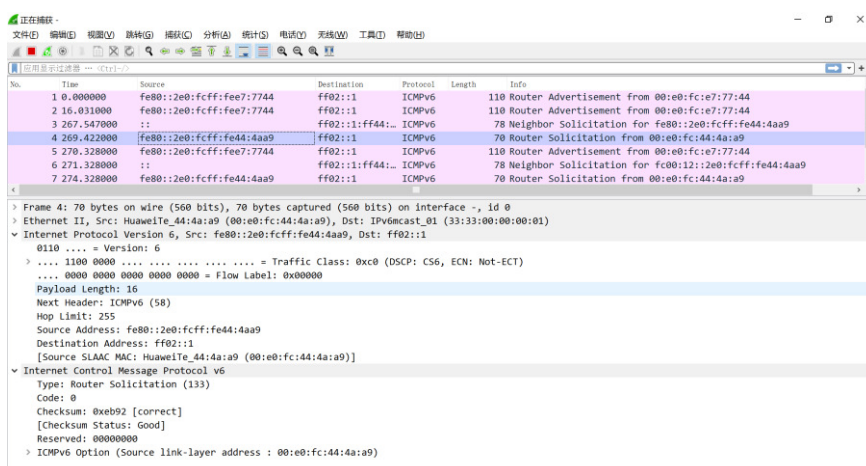 正在捕获 -
文件(F) 编辑(E) 视图(V) 跳转(G) 捕获(C) 分析(A) 统计(S) 电话(Y) 无线(W) 工具(T) 帮助(H)
应用显示过滤器 … <Ctrl-/>
No. Time Source Destination Protocol Length Info
1 0.000000 fe80::2e0:fcff:fee7:7744 ff02::1 ICMPv6 110 Router Advertisement from 00:e0:fc:e7:77:44
2 16.031000 fe80::2e0:fcff:fee7:7744 ff02::1 ICMPv6 110 Router Advertisement from 00:e0:fc:e7:77:44
3 267.547000 :: ff02::1:ff44:… ICMPv6 78 Neighbor Solicitation for fe80::2e0:fcff:fe44:4aa9
4 269.422000 fe80::2e0:fcff:fe44:4aa9 ff02::1 ICMPv6 70 Router Solicitation from 00:e0:fc:44:4a:a9
5 270.328000 fe80::2e0:fcff:fee7:7744 ff02::1 ICMPv6 110 Router Advertisement from 00:e0:fc:e7:77:44
6 271.328000 :: ff02::1:ff44:… ICMPv6 78 Neighbor Solicitation for fc00:12::2e0:fcff:fe44:4aa9
7 274.328000 fe80::2e0:fcff:fe44:4aa9 ff02::1 ICMPv6 70 Router Solicitation from 00:e0:fc:44:4a:a9
Frame 4: 70 bytes on wire (560 bits), 70 bytes captured (560 bits) on interface -, id 0
Ethernet II, Src: HuaweiTe_44:4a:a9 (00:e0:fc:44:4a:a9), Dst: IPv6mcast_01 (33:33:00:00:00:01)
Internet Protocol Version 6, Src: fe80::2e0:fcff:fe44:4aa9, Dst: ff02::1
0110 .... = Version: 6
.... 1100 0000 .... .... .... .... .... = Traffic Class: 0xc0 (DSCP: CS6, ECN: Not-ECT)
.... 0000 0000 0000 0000 0000 = Flow Label: 0x00000
Payload Length: 16
Next Header: ICMPv6 (58)
Hop Limit: 255
Source Address: fe80::2e0:fcff:fe44:4aa9
Destination Address: ff02::1
[Source SLAAC MAC: HuaweiTe_44:4a:a9 (00:e0:fc:44:4a:a9)]
Internet Control Message Protocol v6
Type: Router Solicitation (133)
Code: 0
Checksum: 0xeb92 [correct]
[Checksum Status: Good]
Reserved: 00000000
ICMPv6 Option (Source link-layer address : 00:e0:fc:44:4a:a9)